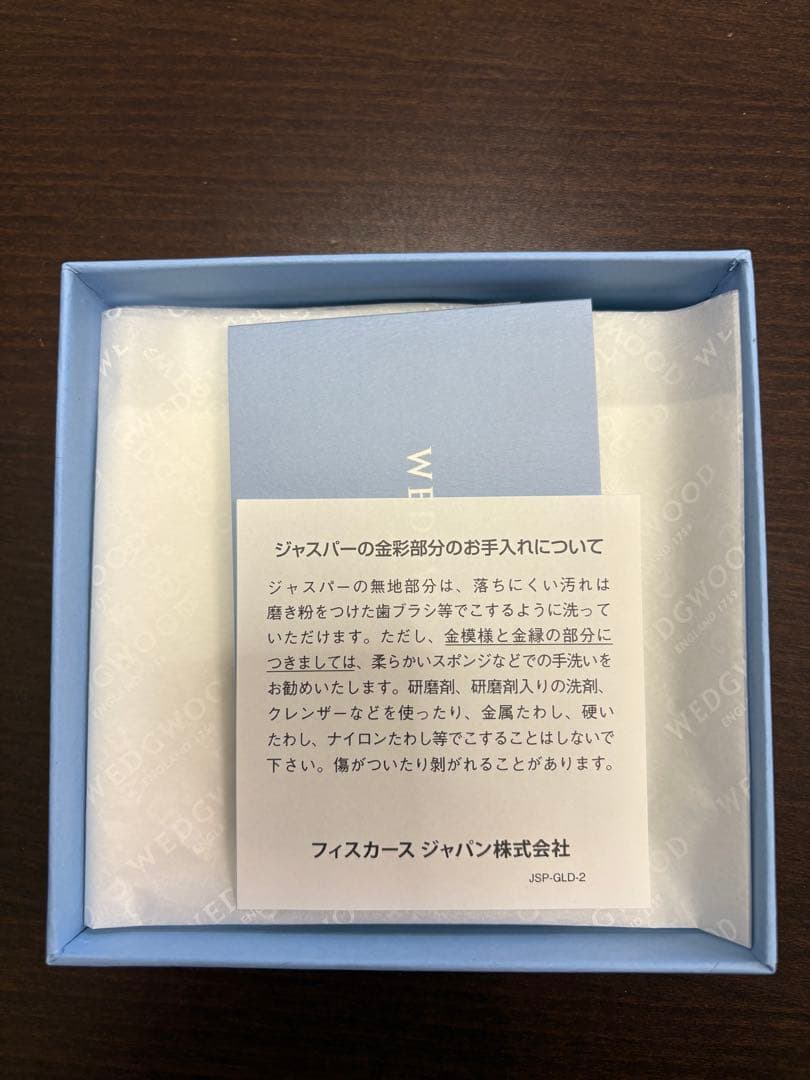 WED
ジャスパーの金彩部分のお手入れについて
ジャスパーの無地部分は、落ちにくい汚れは
磨き粉をつけた歯ブラシ等でこするように洗って
いただけます。ただし、金模様と金縁の部分に
つきましては、柔らかいスポンジなどでの手洗いを
お勧めいたします。研磨剤、研磨剤入りの洗剤、
クレンザーなどを使ったり、金属たわし、硬い
たわし、ナイロンたわし等でこすることはしないで
下さい。傷がついたり剝がれることがあります。
フィスカース ジャパン株式会社
JSP-GLD-2
WEDGWOOD
ENGLAND 1759
WEDGWOOD